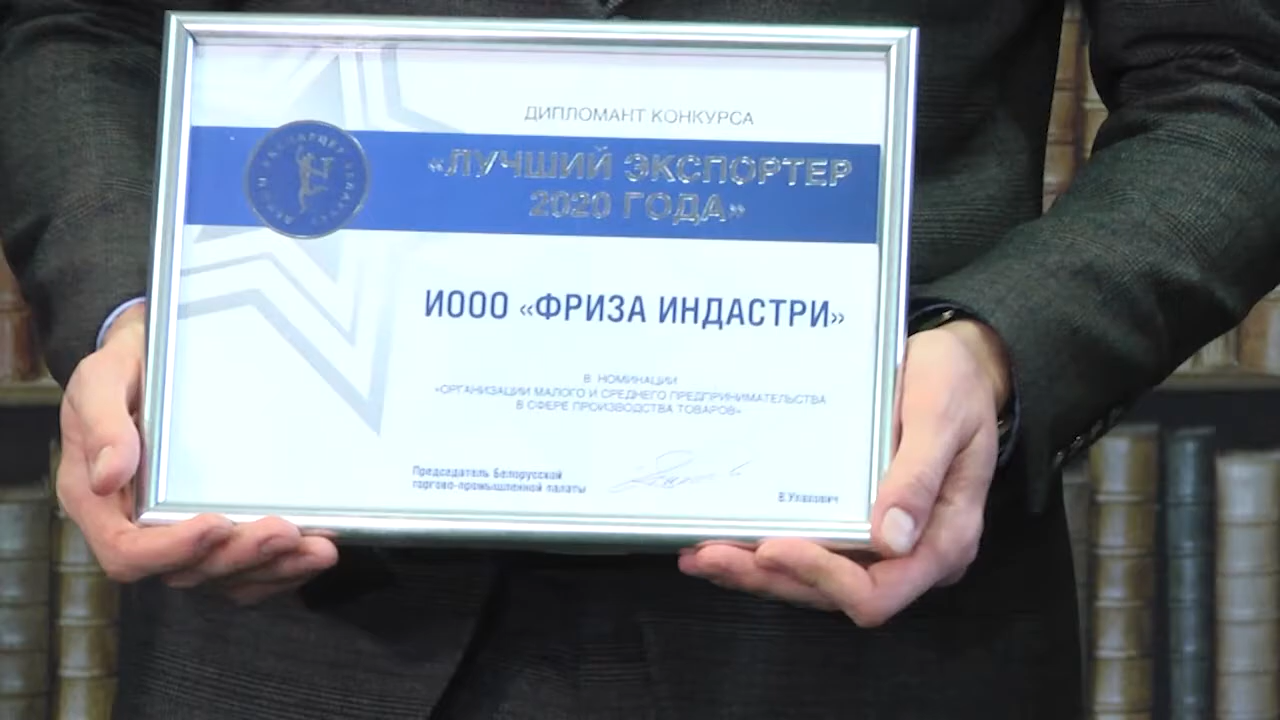 ДИПЛОМАНТ КОНКУРСА
«ЛУЧШИЙ ЭКСПОРТЕР
2020 ГОДА»
ИООО «ФРИЗА ИНДАСТРИ»
В НОМИНАЦИИ
«ОРГАНИЗАЦИИ МАЛОГО И СРЕДНЕГО ПРЕДПРИНИМАТЕЛЬСТВА
В СФЕРЕ ПРОИЗВОДСТВА ТОВАРОВ»
Председатель Белорусской
торгово-промышленной палаты
В.Улахович